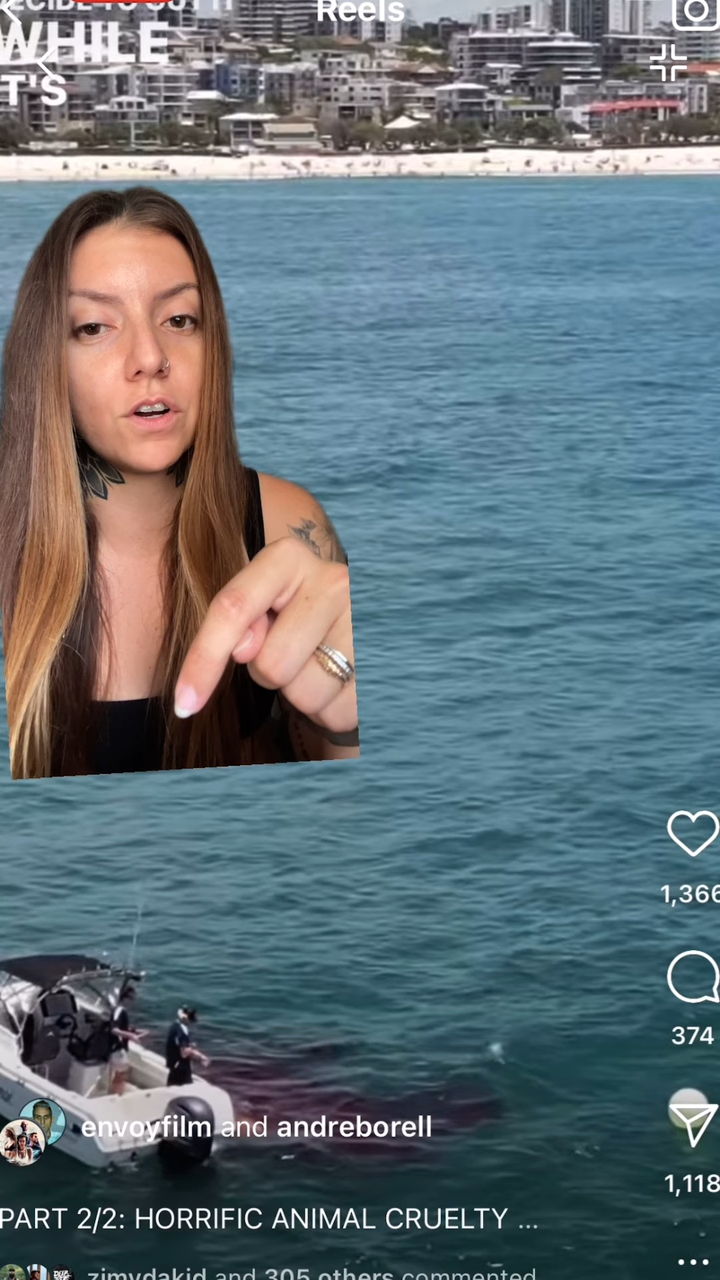 Reels
WHILE
T'S
1,366
374
envoyfilm and andreborell
1,118
PART 2/2: HORRIFIC ANIMAL CRUELTY ...
zimydakid and 305 others commented